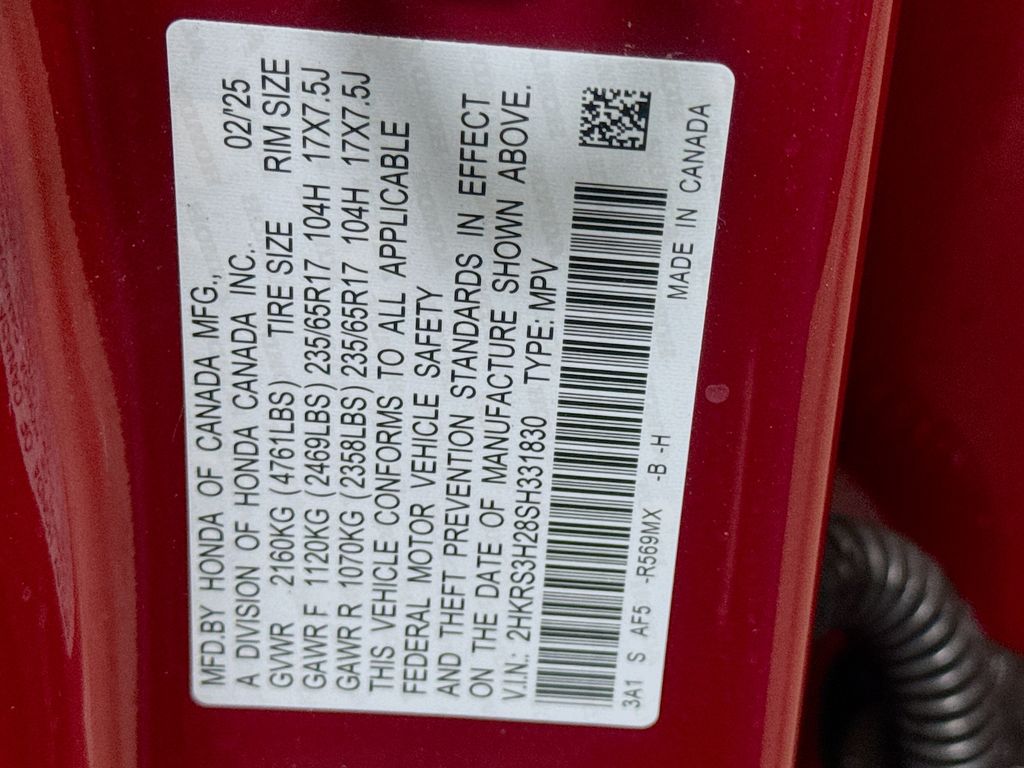 MFD.BY HONDA OF CANADA MFG.,
A DIVISION OF HONDA CANADA INC. 02/'25
GVWR 2160KG (4761LBS) TIRE SIZE RIM SIZE
GAWR F 1120KG (2469LBS) 235/65R17 104H 17X7.5J
GAWR R 1070KG (2358LBS) 235/65R17 104H 17X7.5J
THIS VEHICLE CONFORMS TO ALL APPLICABLE
FEDERAL MOTOR VEHICLE SAFETY
AND THEFT PREVENTION STANDARDS IN EFFECT
ON THE DATE OF MANUFACTURE SHOWN ABOVE.
V.I.N.: 2HKRS3H28SH331830 TYPE: MPV
3A1 S AF5 -R569MX -B -H MADE IN CANADA